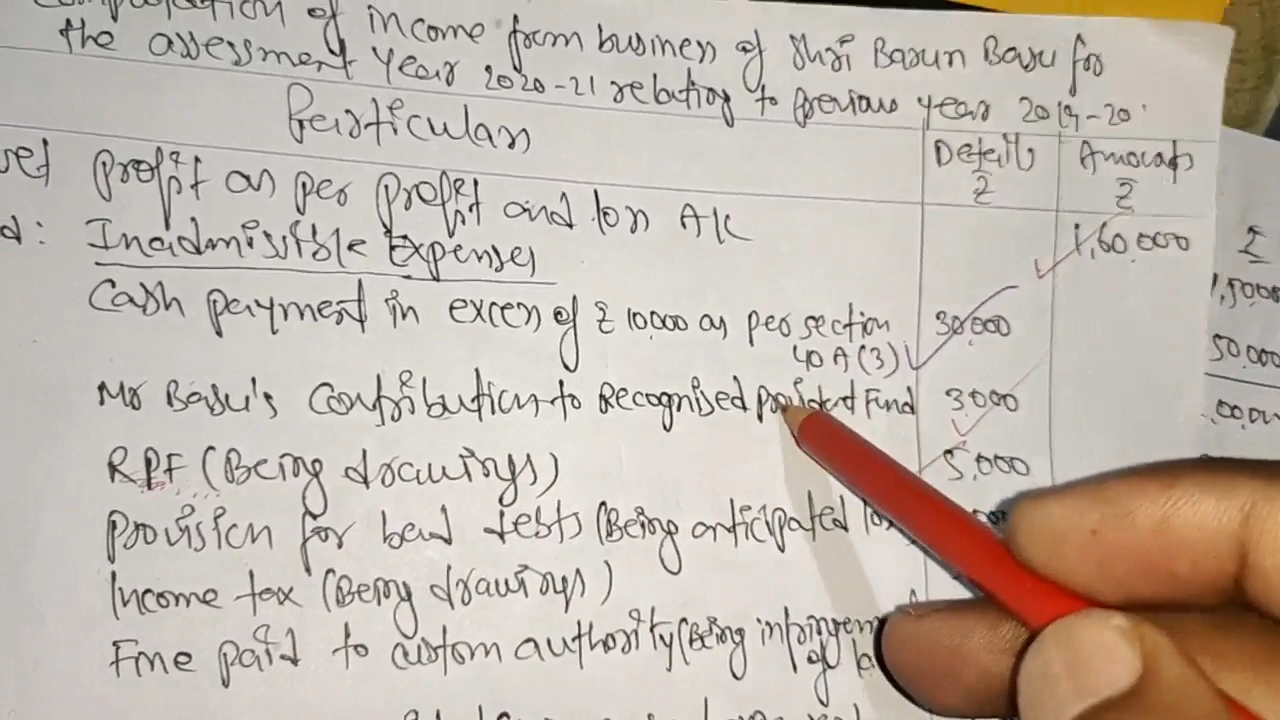 of income from business of Shri Basun Basu for
the assessment Year 2020-21 relating to previous year 2019-20
Particulars
Details
₹
Amounts
₹
Profit as per Profit and loss A/c
1,60,000
d: Inadmissible Expenses
Cash payment in excess of ₹ 10,000 as per section
40A(3)
30,000
Mr Basu's Contribution to Recognised Provident Fund
3,000
RPF (Being drawings)
5,000
Provision for bad debts (Being anticipated
Income tax (Being drawings)
Fine paid to custom authority (Being
of
₹
50,000